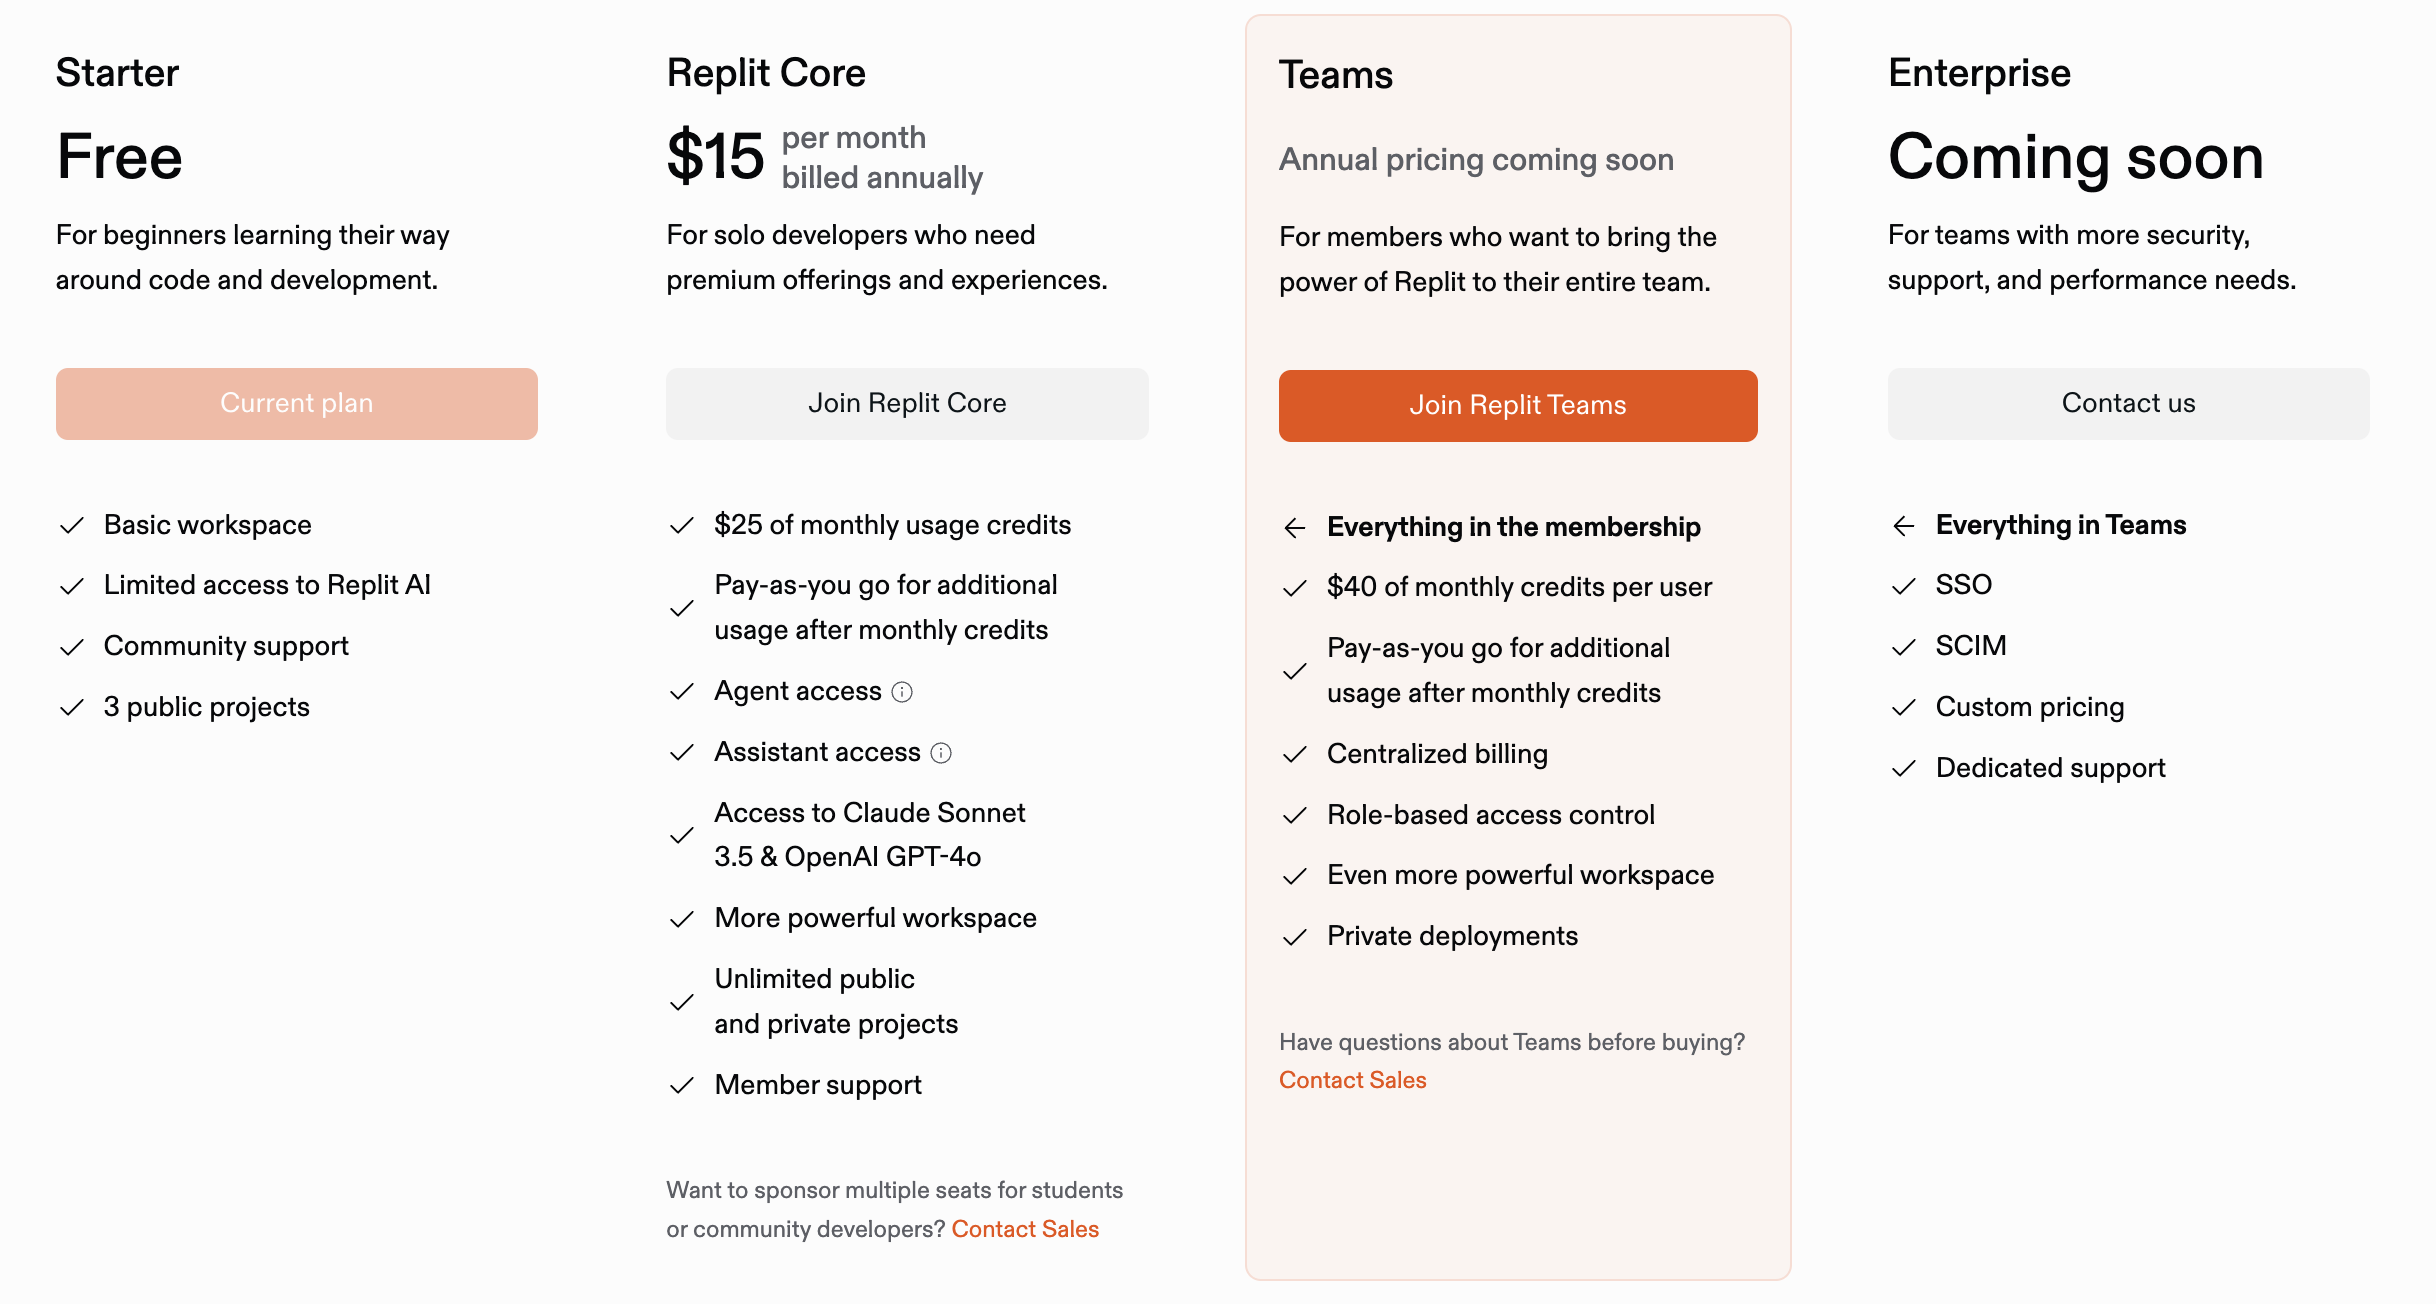 Starter
Free
For beginners learning their way
around code and development.
Current plan
Basic workspace
Limited access to Replit AI
Community support
3 public projects
Replit Core
$15 per month
billed annually
For solo developers who need
premium offerings and experiences.
Join Replit Core
$25 of monthly usage credits
Pay-as-you go for additional
usage after monthly credits
Agent access
Assistant access
Access to Claude Sonnet
3.5 & OpenAI GPT-4o
More powerful workspace
Unlimited public
and private projects
Member support
Want to sponsor multiple seats for students
or community developers? Contact Sales
Teams
Annual pricing coming soon
For members who want to bring the
power of Replit to their entire team.
Join Replit Teams
Everything in the membership
$40 of monthly credits per user
Pay-as-you go for additional
usage after monthly credits
Centralized billing
Role-based access control
Even more powerful workspace
Private deployments
Have questions about Teams before buying?
Contact Sales
Enterprise
Coming soon
For teams with more security,
support, and performance needs.
Contact us
Everything in Teams
SSO
SCIM
Custom pricing
Dedicated support